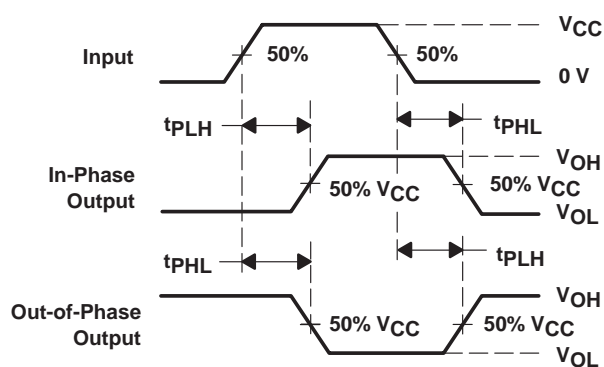 VCC
Input
50%
50%
0 V
tPLH
tPHL
In-Phase
Output
VOH
50% VCC
50% VCC
VOL
tPHL
tPLH
Out-of-Phase
Output
VOH
50% VCC
50% VCC
VOL